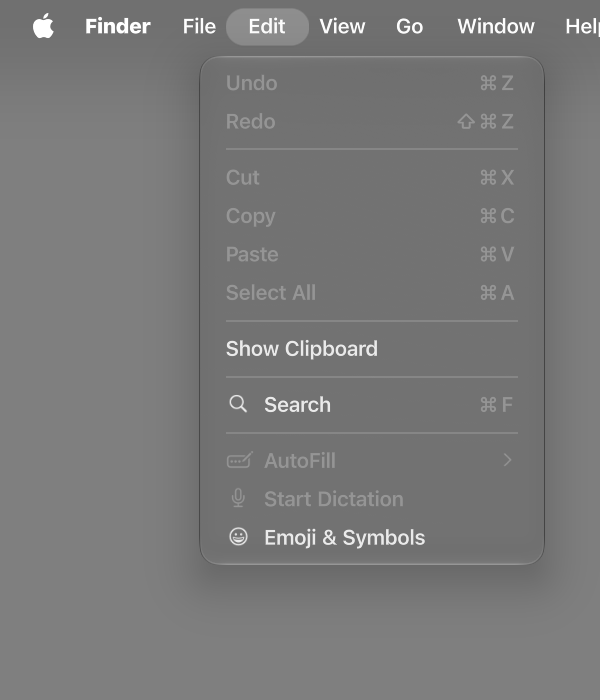 Finder File Edit View Go Window Help
Undo ⌘Z
Redo ⇧⌘Z
Cut ⌘X
Copy ⌘C
Paste ⌘V
Select All ⌘A
Show Clipboard
Search ⌘F
AutoFill
Start Dictation
Emoji & Symbols